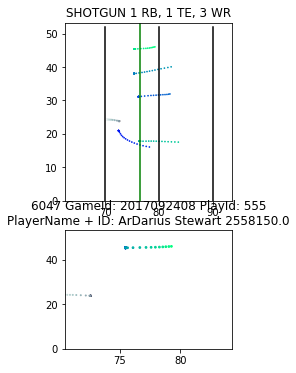 SHOTGUN 1 RB, 1 TE, 3 WR
50
40
30
20
10
0
70 80 90
6047 GameId: 2017092408 PlayId: 555
PlayerName + ID: ArDarius Stewart 2558150.0
40
20
0
75 80